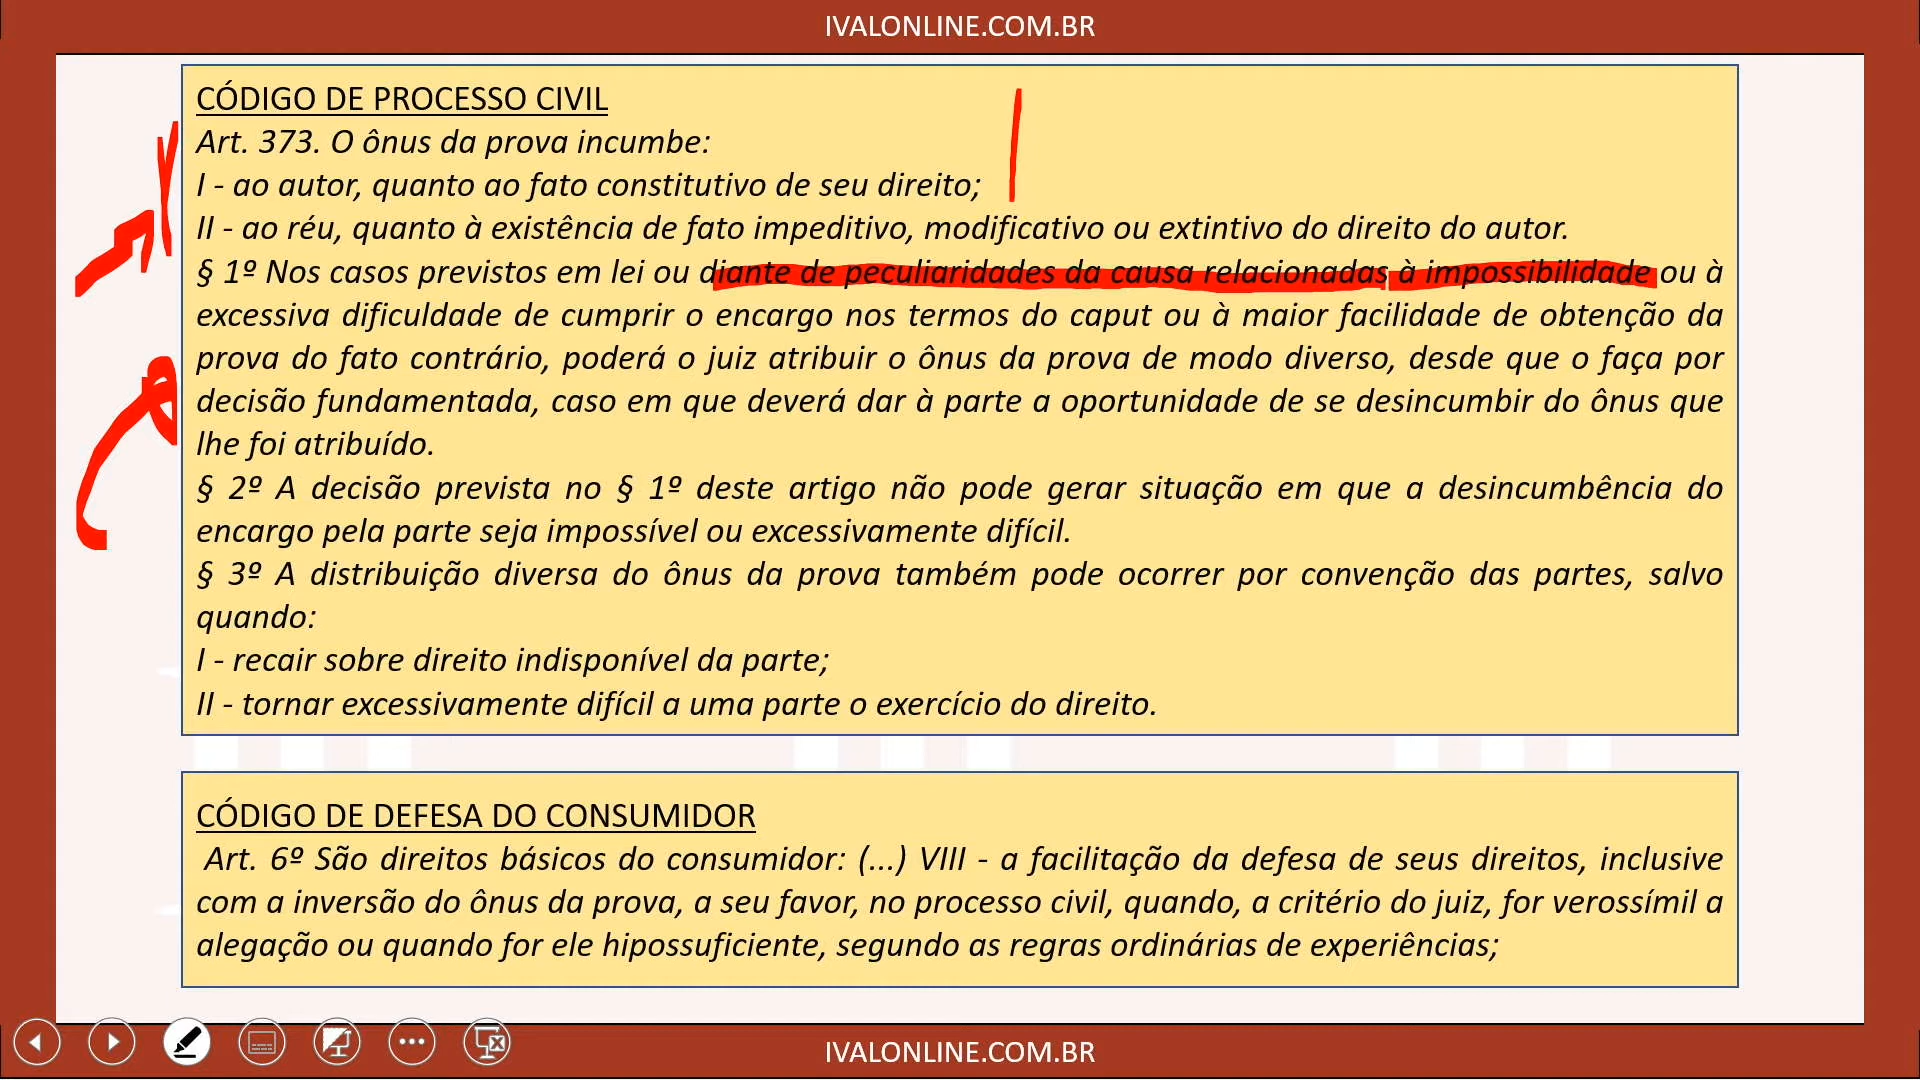 IVALONLINE.COM.BR
CÓDIGO DE PROCESSO CIVIL
Art. 373. O ônus da prova incumbe:
I - ao autor, quanto ao fato constitutivo de seu direito;
II - ao réu, quanto à existência de fato impeditivo, modificativo ou extintivo do direito do autor.
§ 1º Nos casos previstos em lei ou diante de peculiaridades da causa relacionadas à impossibilidade ou à
excessiva dificuldade de cumprir o encargo nos termos do caput ou à maior facilidade de obtenção da
prova do fato contrário, poderá o juiz atribuir o ônus da prova de modo diverso, desde que o faça por
decisão fundamentada, caso em que deverá dar à parte a oportunidade de se desincumbir do ônus que
lhe foi atribuído.
§ 2º A decisão prevista no § 1º deste artigo não pode gerar situação em que a desincumbência do
encargo pela parte seja impossível ou excessivamente difícil.
§ 3º A distribuição diversa do ônus da prova também pode ocorrer por convenção das partes, salvo
quando:
I - recair sobre direito indisponível da parte;
II - tornar excessivamente difícil a uma parte o exercício do direito.
CÓDIGO DE DEFESA DO CONSUMIDOR
Art. 6º São direitos básicos do consumidor: (...) VIII - a facilitação da defesa de seus direitos, inclusive
com a inversão do ônus da prova, a seu favor, no processo civil, quando, a critério do juiz, for verossímil a
alegação ou quando for ele hipossuficiente, segundo as regras ordinárias de experiências;
IVALONLINE.COM.BR